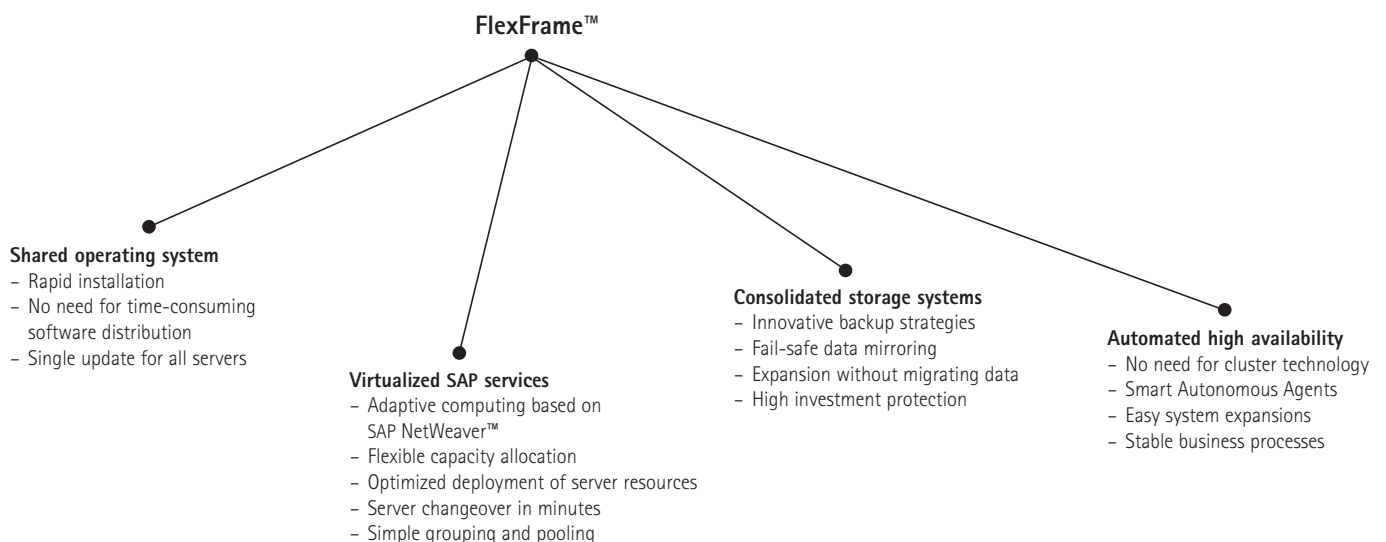 FlexFrame™
Shared operating system
– Rapid installation
– No need for time-consuming
software distribution
– Single update for all servers
Virtualized SAP services
– Adaptive computing based on
SAP NetWeaver™
– Flexible capacity allocation
– Optimized deployment of server resources
– Server changeover in minutes
– Simple grouping and pooling
Consolidated storage systems
– Innovative backup strategies
– Fail-safe data mirroring
– Expansion without migrating data
– High investment protection
Automated high availability
– No need for cluster technology
– Smart Autonomous Agents
– Easy system expansions
– Stable business processes